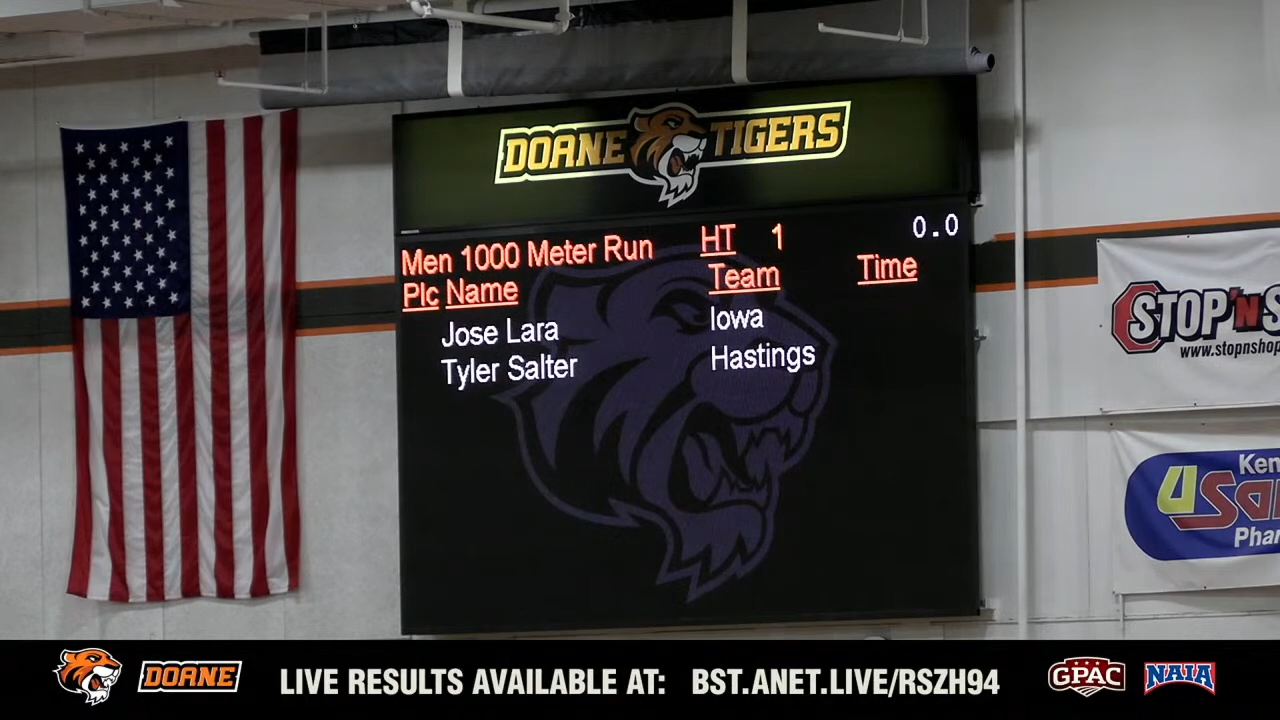 DOANE TIGERS
Men 1000 Meter Run HT 1 0.0
Plc Name Team Time
Jose Lara Iowa
Tyler Salter Hastings
STOP'N S
www.stopnshop
Ken
U Sa
Phar
DOANE LIVE RESULTS AVAILABLE AT: BST.ANET.LIVE/RSZH94 GPAC NAIA